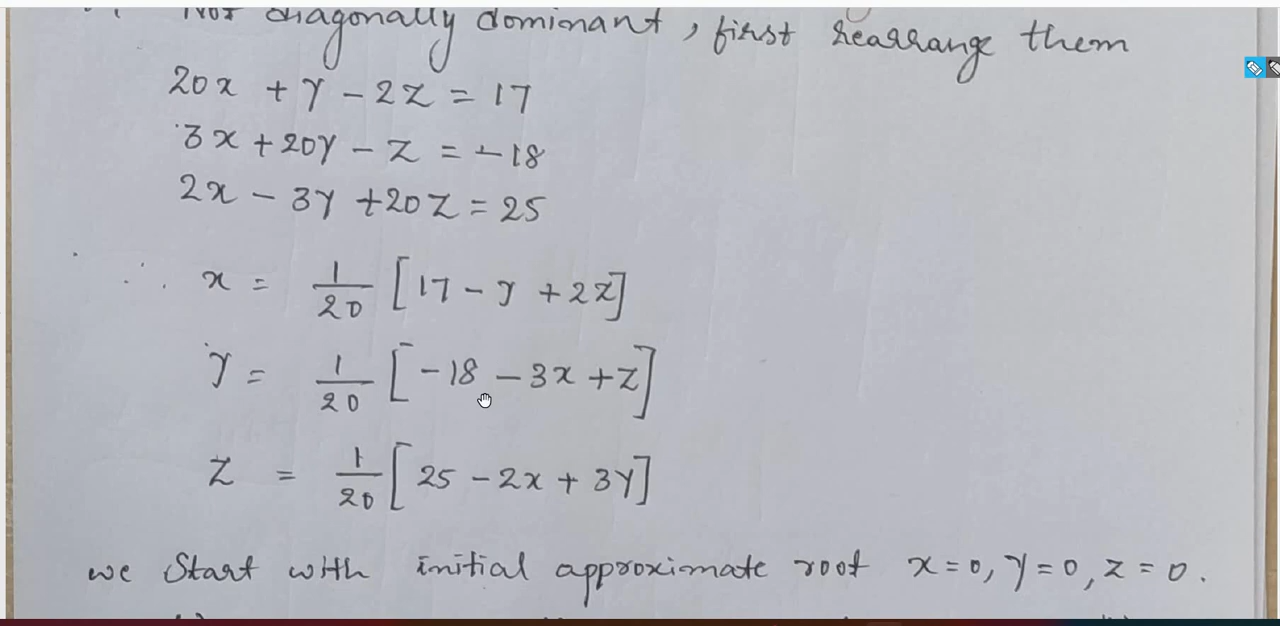 Not diagonally dominant, first rearrange them
20x + y - 2z = 17
3x + 20y - z = -18
2x - 3y + 20z = 25
∴ x = 1/20 [17 - y + 2z]
y = 1/20 [-18 - 3x + z]
z = 1/20 [25 - 2x + 3y]
we start with initial approximate root x=0, y=0, z=0.